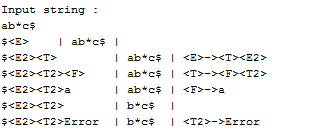 Input string :
ab*c$
$<E>    | ab*c$ |
$<E2><T>        | ab*c$ | <E>-><T><E2>
$<E2><T2><F>    | ab*c$ | <T>-><F><T2>
$<E2><T2>a      | ab*c$ | <F>->a
$<E2><T2>       | b*c$  |
$<E2><T2>Error  | b*c$  | <T2>->Error